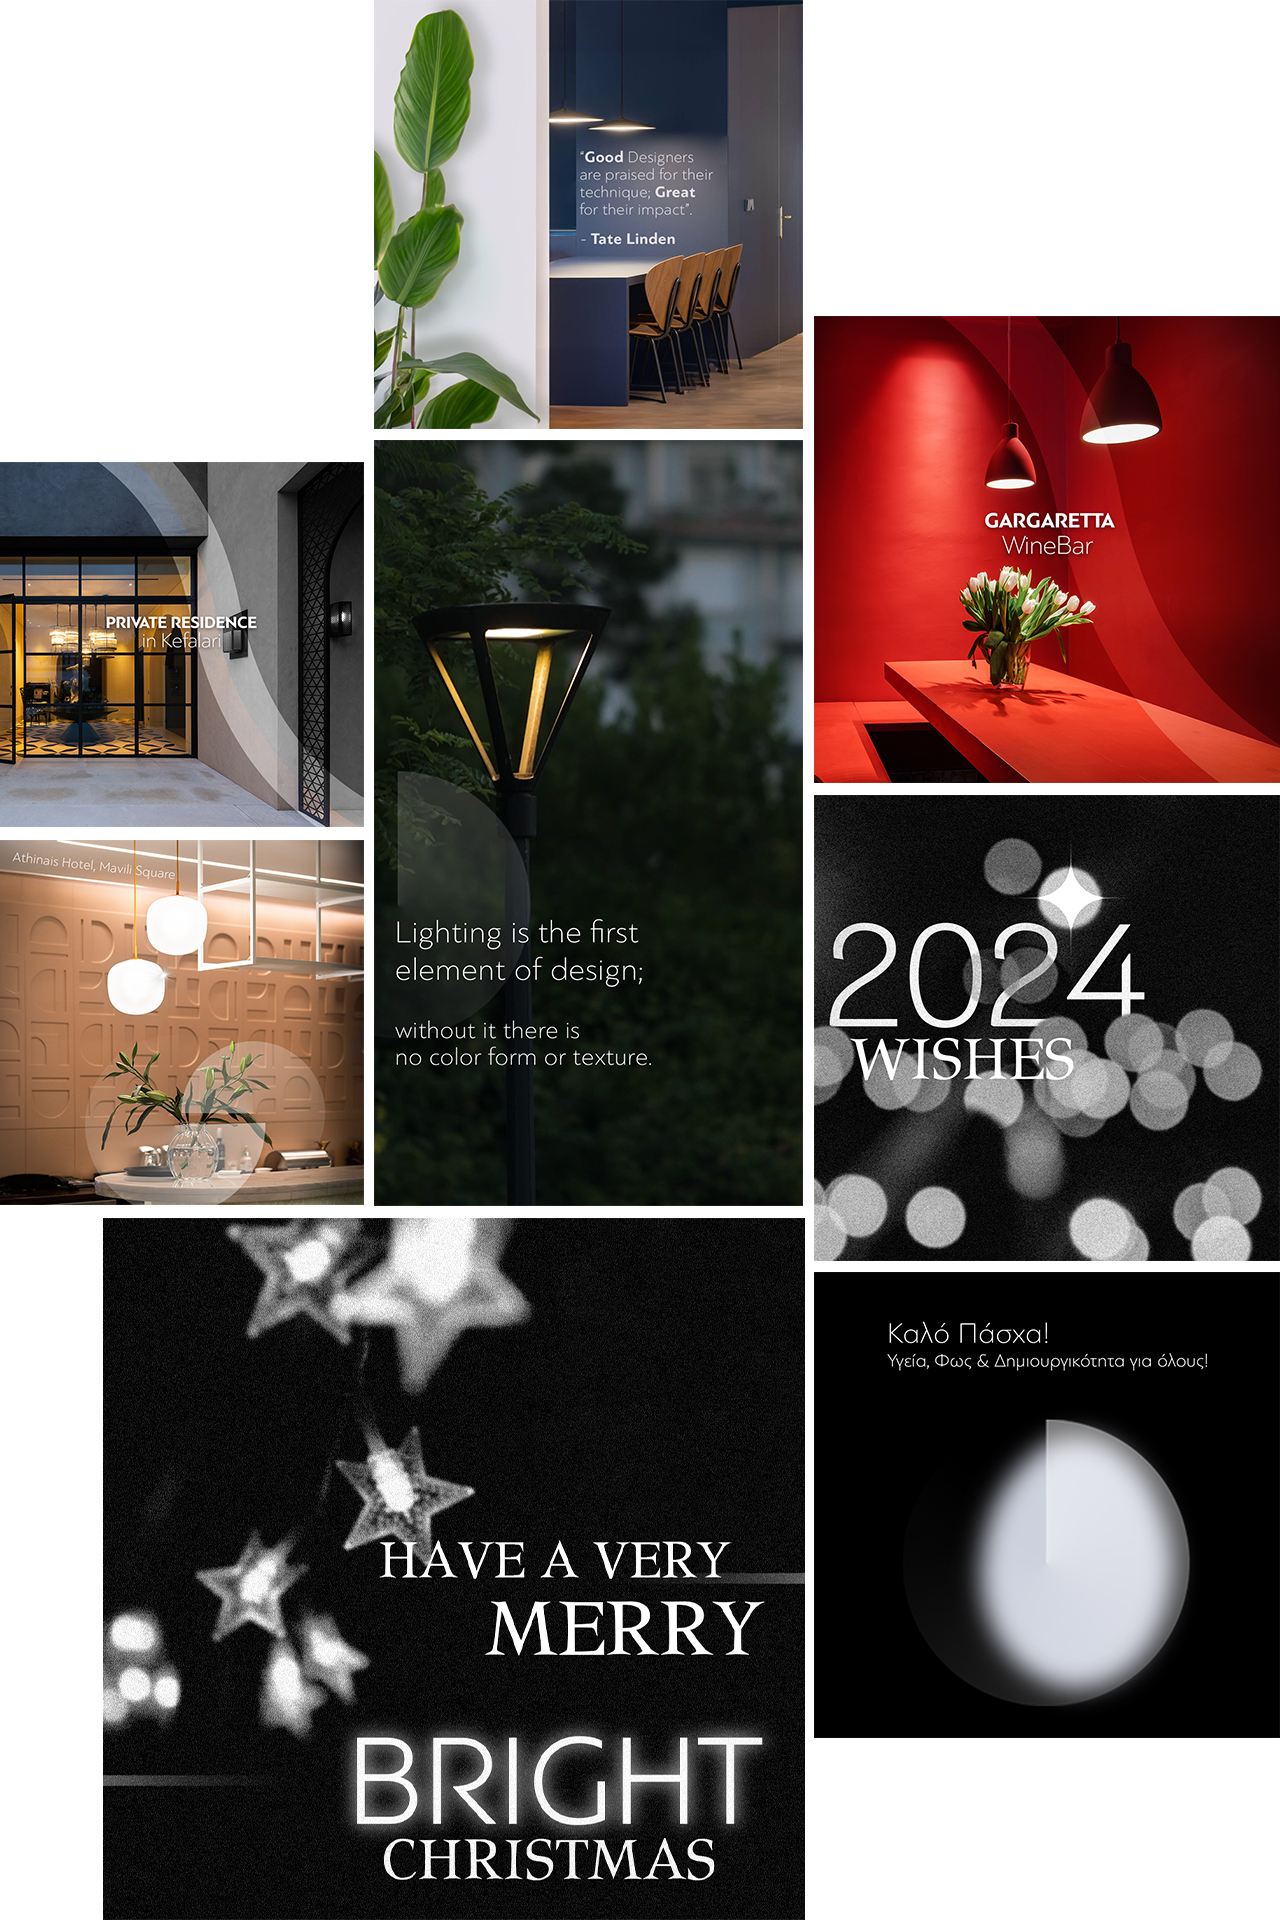 “Good Designers
are praised for their
technique; Great
for their impact”.
- Tate Linden
GARGARETTA
WineBar
PRIVATE RESIDENCE
in Kefalari
Athinais Hotel, Mavili Square
Lighting is the first
element of design;
without it there is
no color form or texture.
2024
WISHES
HAVE A VERY
MERRY
BRIGHT
CHRISTMAS
Καλό Πάσχα!
Υγεία, Φως & Δημιουργικότητα για όλους!